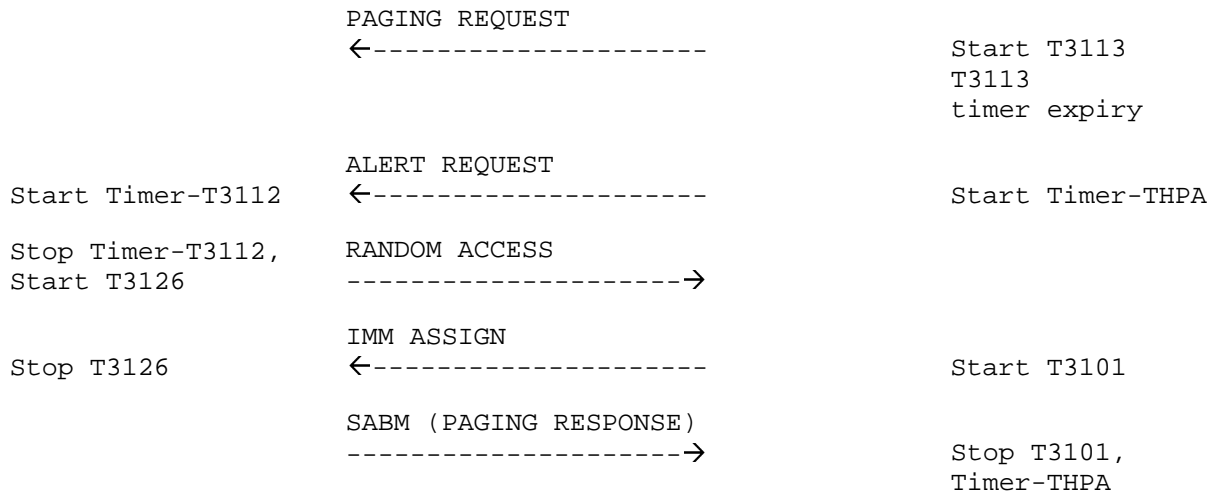 PAGING REQUEST
←--------------------- Start T3113
T3113
timer expiry
ALERT REQUEST
Start Timer-T3112 ←--------------------- Start Timer-THPA
Stop Timer-T3112, RANDOM ACCESS
Start T3126 ---------------------→
IMM ASSIGN
Stop T3126 ←--------------------- Start T3101
SABM (PAGING RESPONSE)
---------------------→ Stop T3101,
Timer-THPA